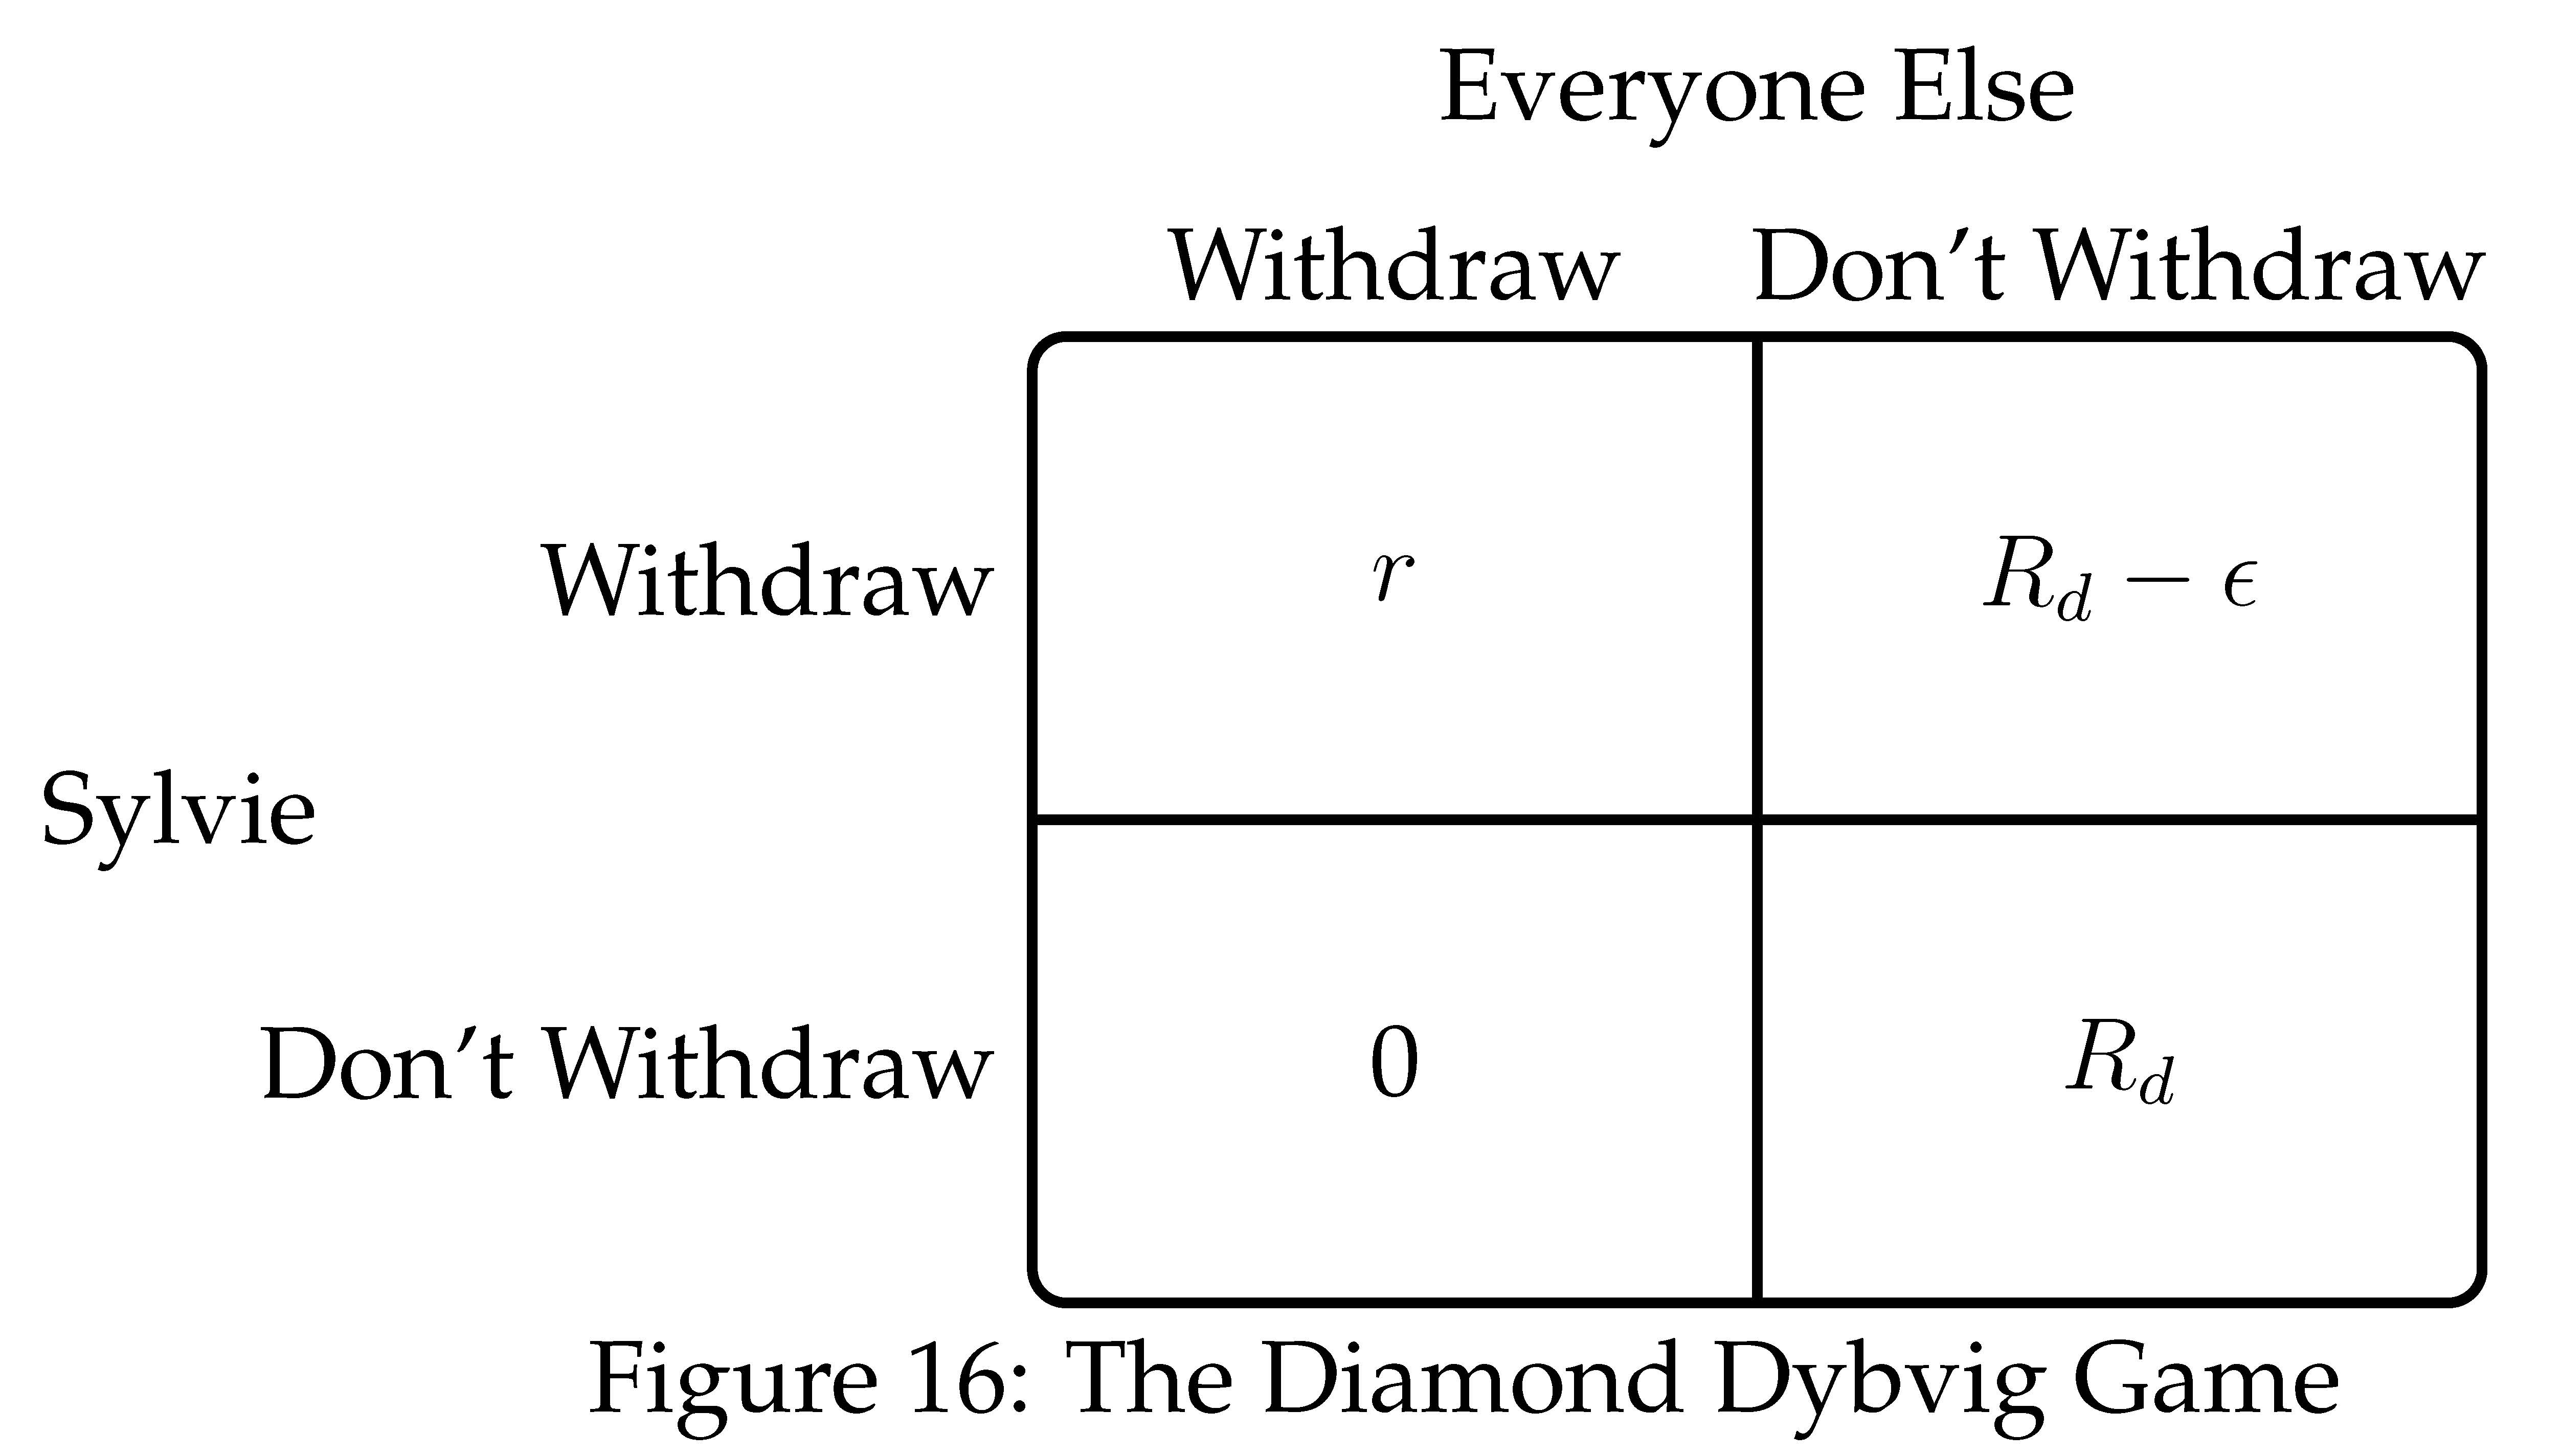 Everyone Else
Withdraw Don't Withdraw
Withdraw r R_d − ϵ
Sylvie
Don't Withdraw 0 R_d
Figure 16: The Diamond Dybvig Game